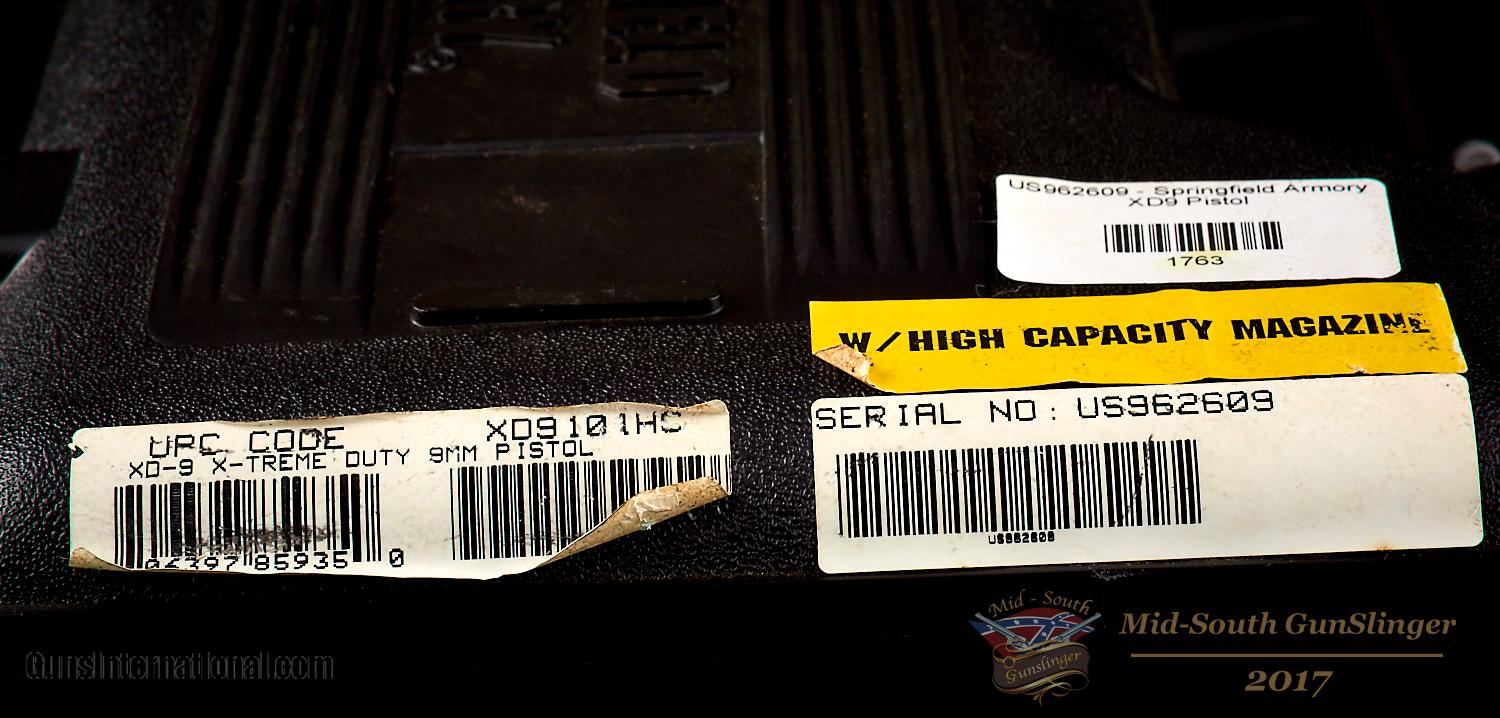 US962609 - Springfield Armory
XD9 Pistol
1763
W/HIGH CAPACITY MAGAZINE
SERIAL NO: US962609
US962609
UPC CODE
XD9101HC
XD-9 X-TREME DUTY 9MM PISTOL
85935 0
Mid - South
Gunslinger
Mid-South GunSlinger
2017
GunsInternational.com